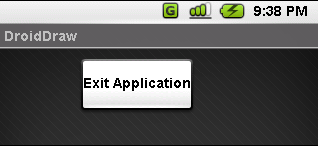 G 9:38 PM
DroidDraw
Exit Application